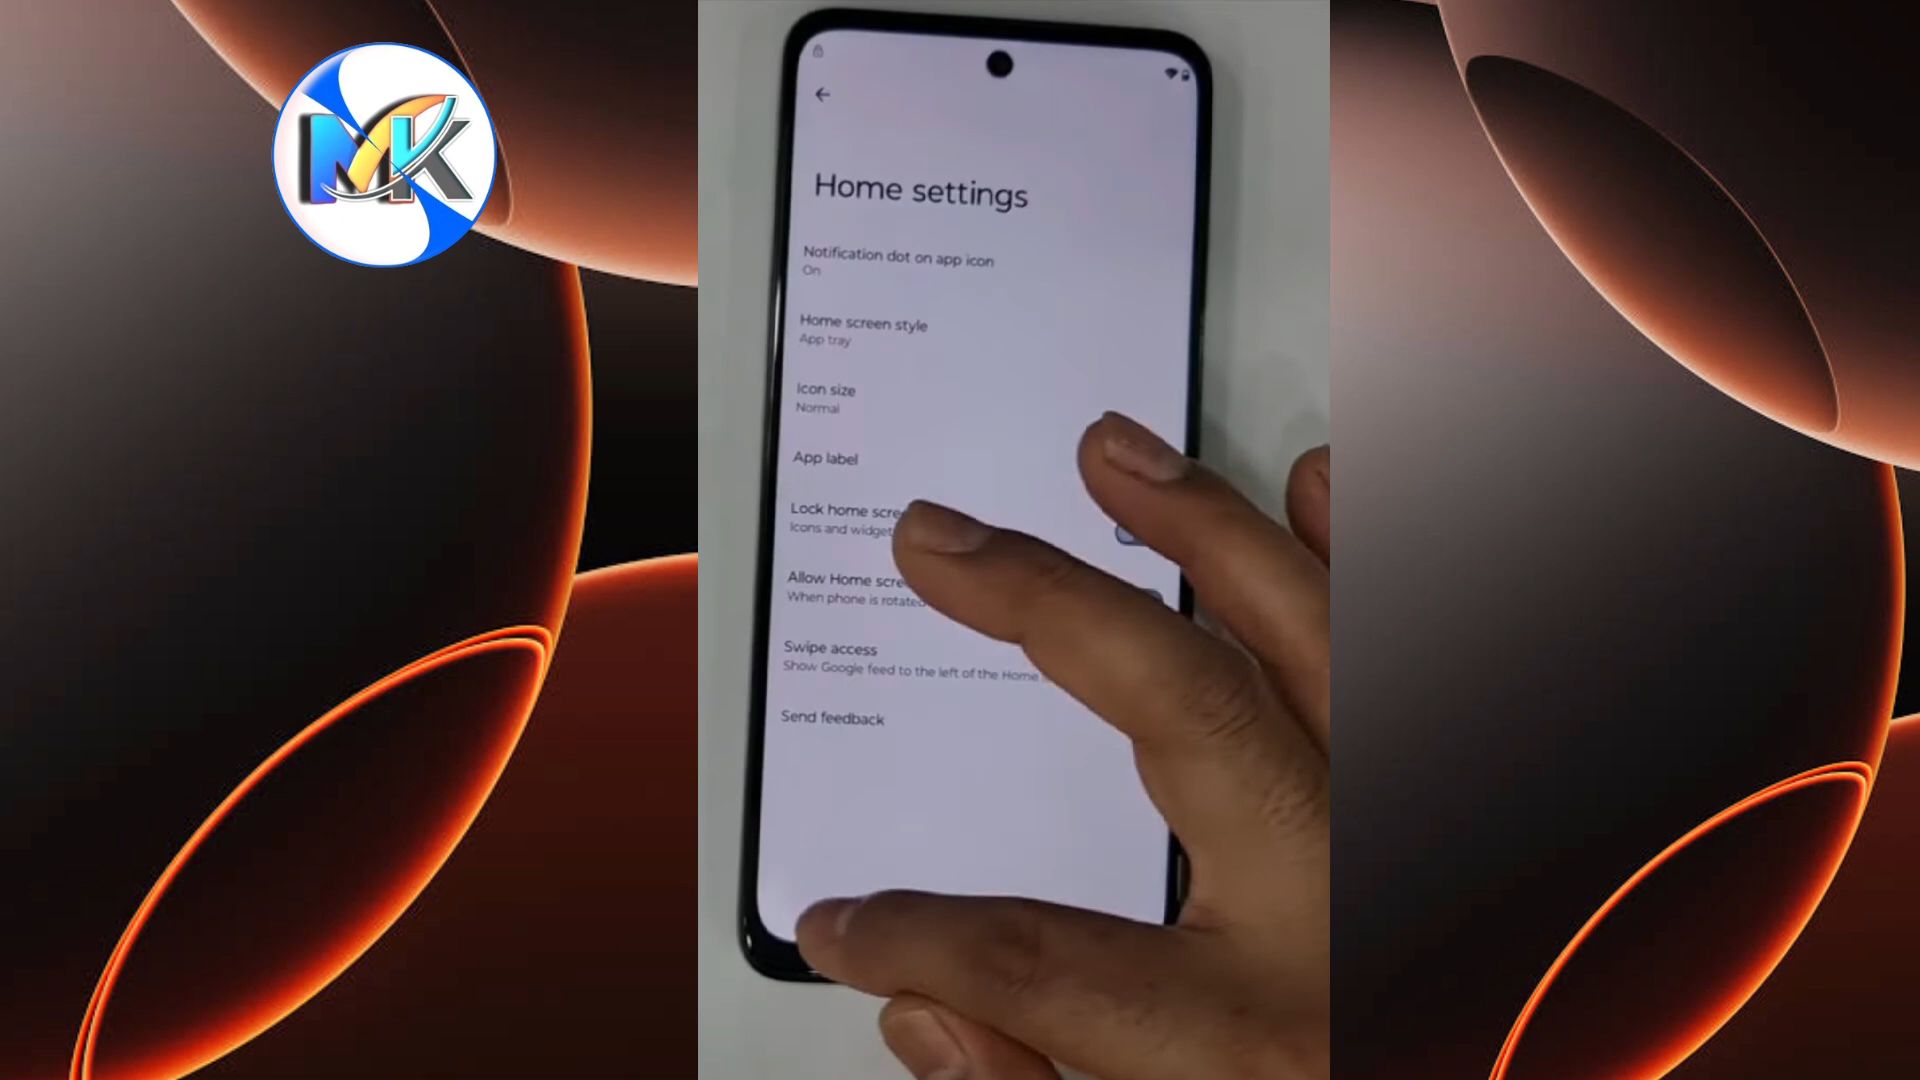 MK
Home settings
Notification dot on app icon
On
Home screen style
App tray
Icon size
Normal
App label
Lock home scre
Icons and widget
Allow Home scre
When phone is rotated
Swipe access
Show Google feed to the left of the Home
Send feedback